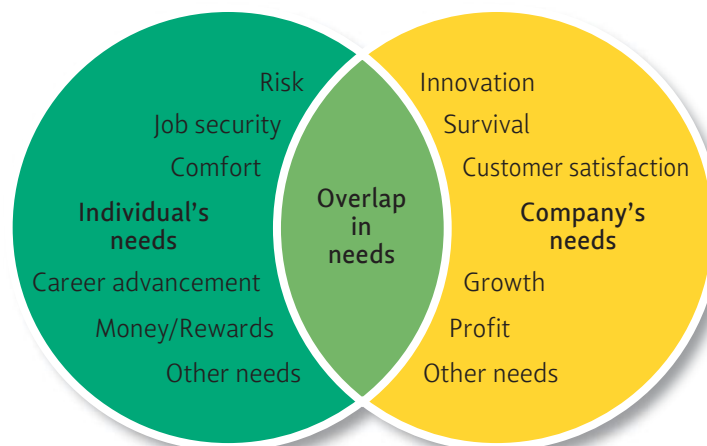 Risk
Job security
Comfort
Individual's
needs
Career advancement
Money/Rewards
Other needs
Overlap
in
needs
Innovation
Survival
Customer satisfaction
Company's
needs
Growth
Profit
Other needs